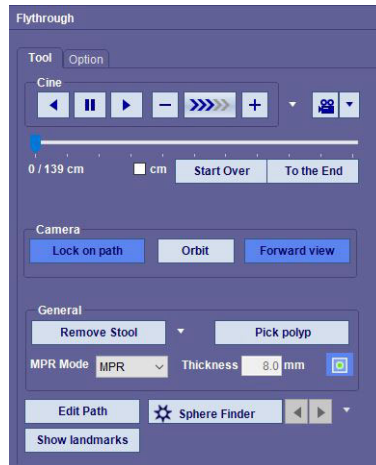 Flythrough
Tool Option
Cine
0 / 139 cm cm Start Over To the End
Camera
Lock on path Orbit Forward view
General
Remove Stool Pick polyp
MPR Mode MPR Thickness 8.0 mm
Edit Path Sphere Finder
Show landmarks